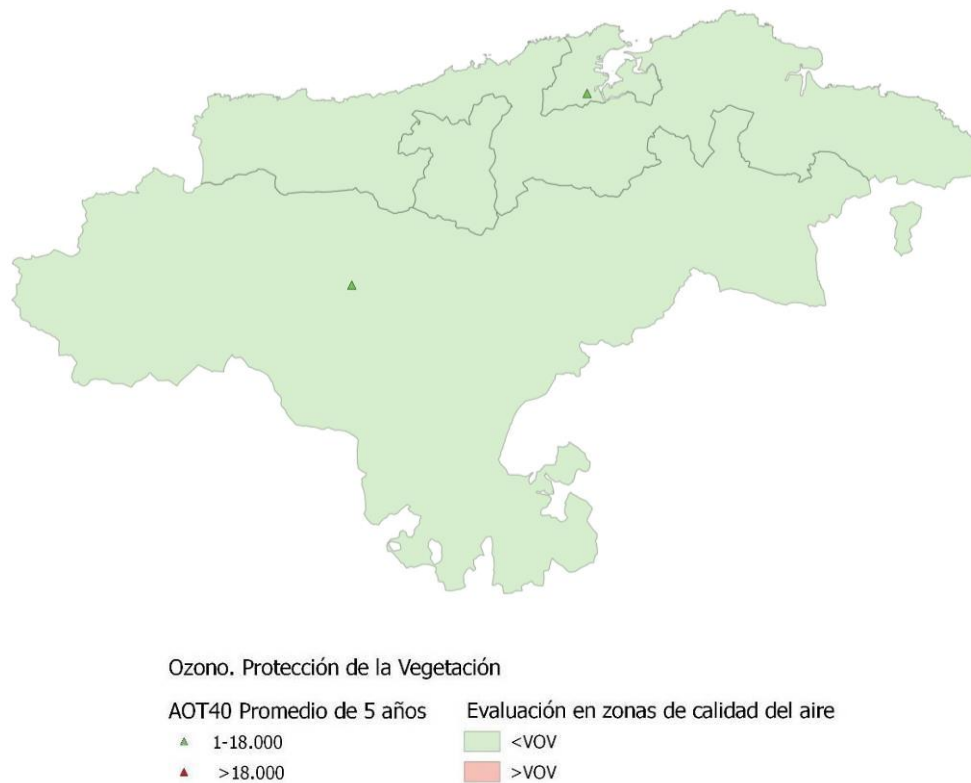 Ozono. Protección de la Vegetación
AOT40 Promedio de 5 años
1-18.000
>18.000
Evaluación en zonas de calidad del aire
<VOV
>VOV